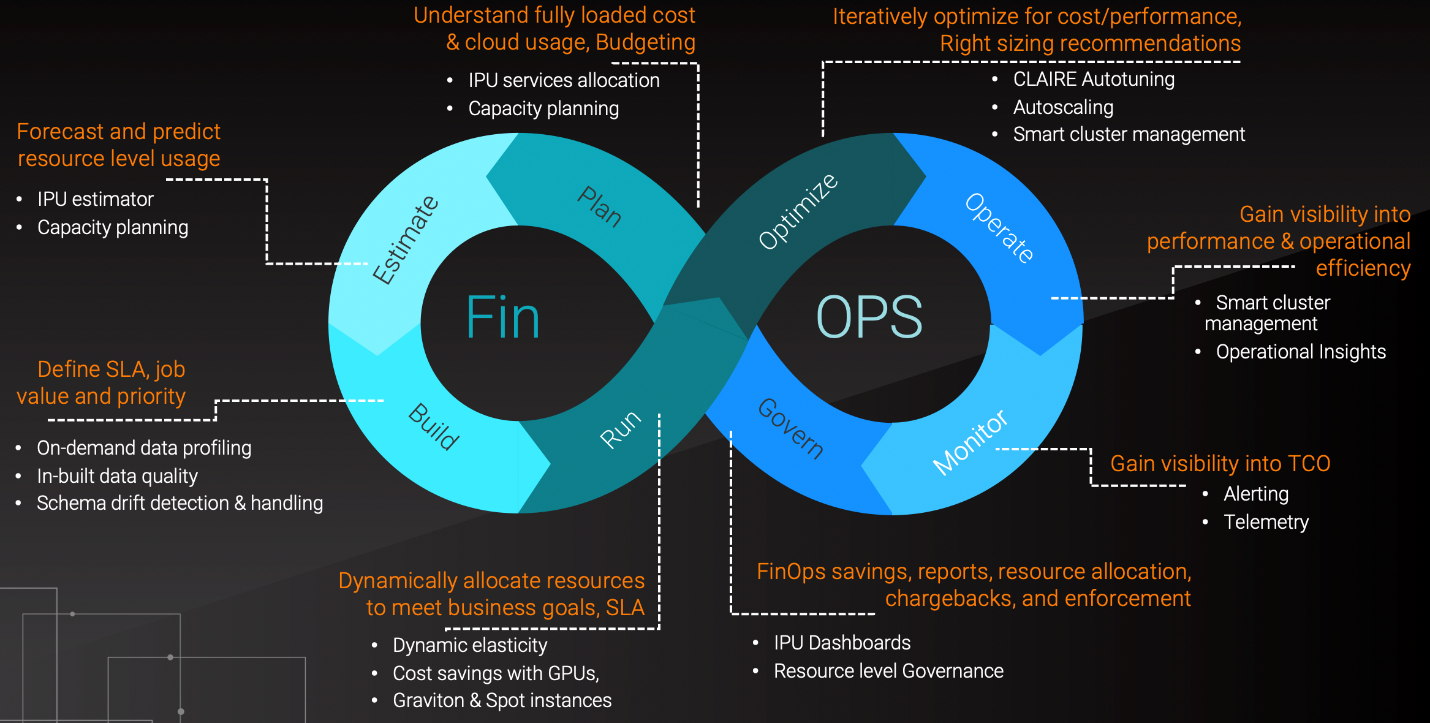 Understand fully loaded cost
& cloud usage, Budgeting
• IPU services allocation
• Capacity planning
Iteratively optimize for cost/performance,
Right sizing recommendations
• CLAIRE Autotuning
• Autoscaling
• Smart cluster management
Forecast and predict
resource level usage
• IPU estimator
• Capacity planning
Estimate
Plan
Optimize
Operate
Gain visibility into
performance & operational
efficiency
• Smart cluster
management
• Operational Insights
Fin
OPS
Define SLA, job
value and priority
• On-demand data profiling
• In-built data quality
• Schema drift detection & handling
Build
Run
Govern
Monitor
Gain visibility into TCO
• Alerting
• Telemetry
Dynamically allocate resources
to meet business goals, SLA
• Dynamic elasticity
• Cost savings with GPUs,
• Graviton & Spot instances
FinOps savings, reports, resource allocation,
chargebacks, and enforcement
• IPU Dashboards
• Resource level Governance